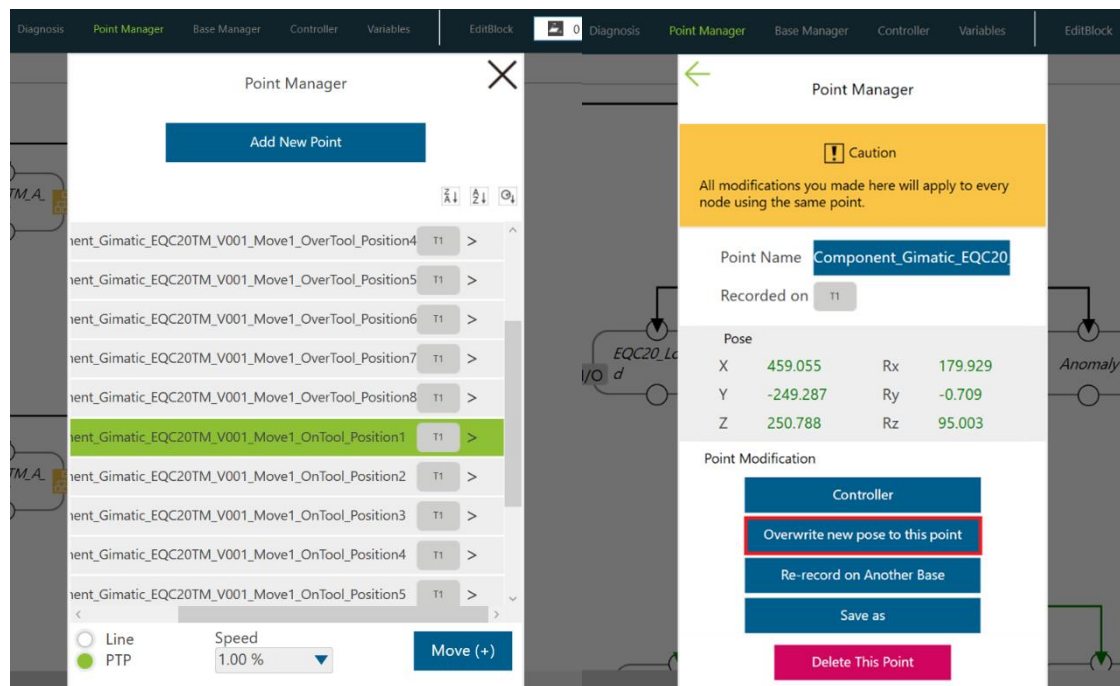 Diagnosis Point Manager Base Manager Controller Variables EditBlock 0
Point Manager
Add New Point
TM_A_
nent_Gimatic_EQC20TM_V001_Move1_OverTool_Position4 T1 >
nent_Gimatic_EQC20TM_V001_Move1_OverTool_Position5 T1 >
nent_Gimatic_EQC20TM_V001_Move1_OverTool_Position6 T1 >
nent_Gimatic_EQC20TM_V001_Move1_OverTool_Position7 T1 >
nent_Gimatic_EQC20TM_V001_Move1_OverTool_Position8 T1 >
nent_Gimatic_EQC20TM_V001_Move1_OnTool_Position1 T1 >
TM_A_
nent_Gimatic_EQC20TM_V001_Move1_OnTool_Position2 T1 >
nent_Gimatic_EQC20TM_V001_Move1_OnTool_Position3 T1 >
nent_Gimatic_EQC20TM_V001_Move1_OnTool_Position4 T1 >
nent_Gimatic_EQC20TM_V001_Move1_OnTool_Position5 T1 >
Line
PTP
Speed
1.00 %
Move (+)
Diagnosis Point Manager Base Manager Controller Variables EditBlock
Point Manager
! Caution
All modifications you made here will apply to every
node using the same point.
Point Name Component_Gimatic_EQC20_
Recorded on T1
EQC20_Lo
d
I/O
Anomaly
Pose
X 459.055 Rx 179.929
Y -249.287 Ry -0.709
Z 250.788 Rz 95.003
Point Modification
Controller
Overwrite new pose to this point
Re-record on Another Base
Save as
Delete This Point